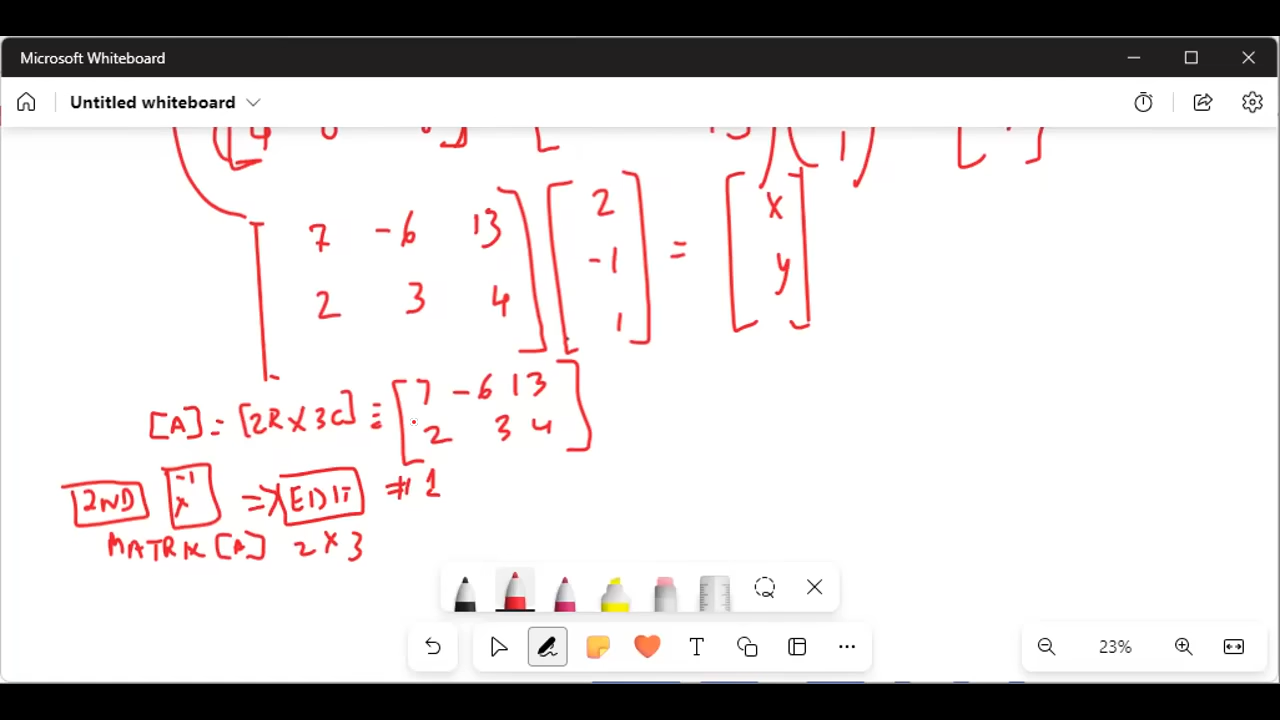 Microsoft Whiteboard
Untitled whiteboard
7 -6 13 2 = x
2 3 4 -1 y
1
[A] = [2R X 3C] ≡ [7 -6 13
2 3 4]
2ND x⁻¹ => EDIT # 1
MATRIX [A] 2 X 3
23%